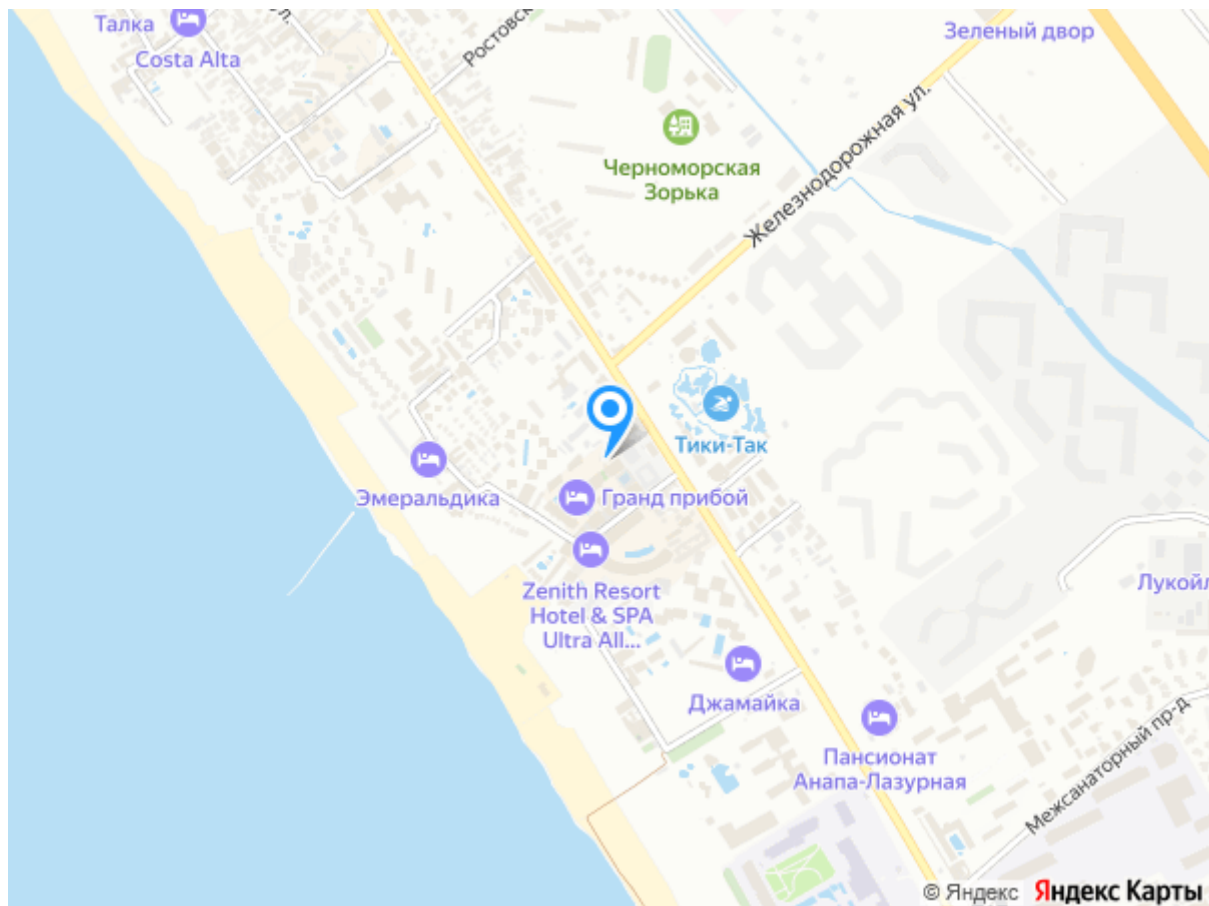 Талка
Costa Alta
ул.
Ростовск
Зеленый двор
Черноморская
Зорька
Железнодорожная ул.
Тики-Так
Эмеральдика
Гранд прибой
Zenith Resort
Hotel & SPA
Ultra All...
Лукойл
Джамайка
Пансионат
Анапа-Лазурная
Межсанаторный пр-д
© Яндекс Яндекс Карты